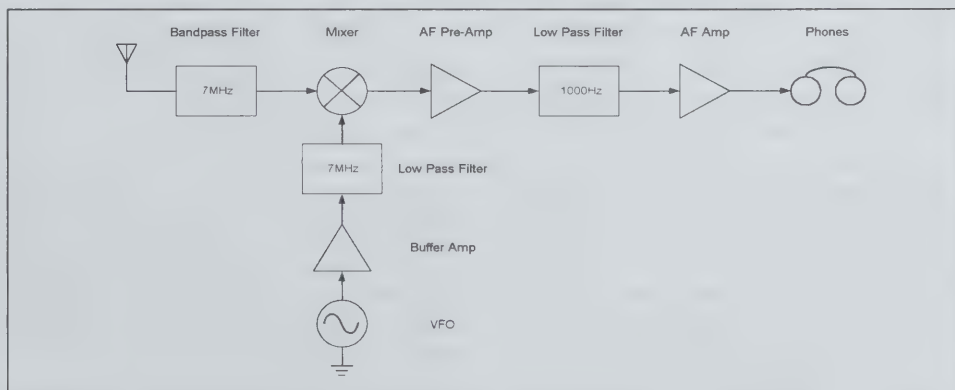 Bandpass Filter Mixer AF Pre-Amp Low Pass Filter AF Amp Phones
7MHz 1000Hz
7MHz Low Pass Filter
Buffer Amp
VFO